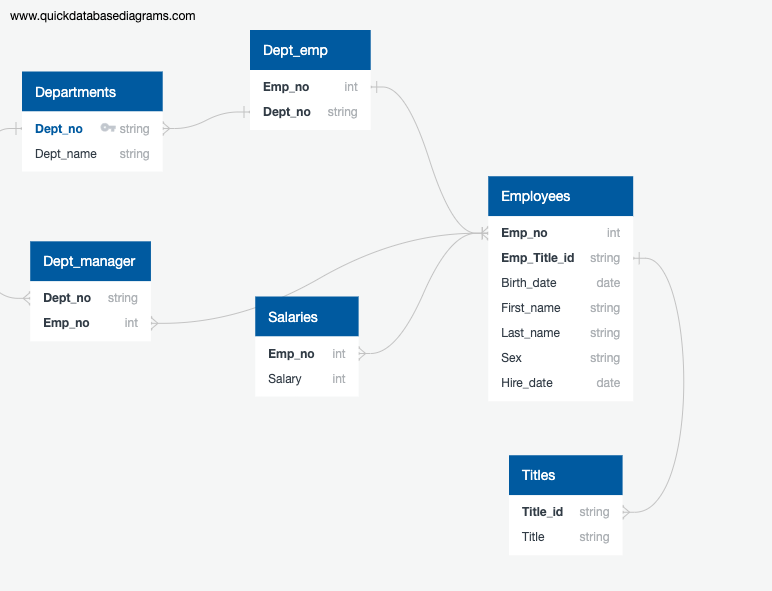 www.quickdatabasediagrams.com
Dept_emp
Emp_no int
Dept_no string
Departments
Dept_no string
Dept_name string
Employees
Emp_no int
Emp_Title_id string
Birth_date date
First_name string
Last_name string
Sex string
Hire_date date
Dept_manager
Dept_no string
Emp_no int
Salaries
Emp_no int
Salary int
Titles
Title_id string
Title string